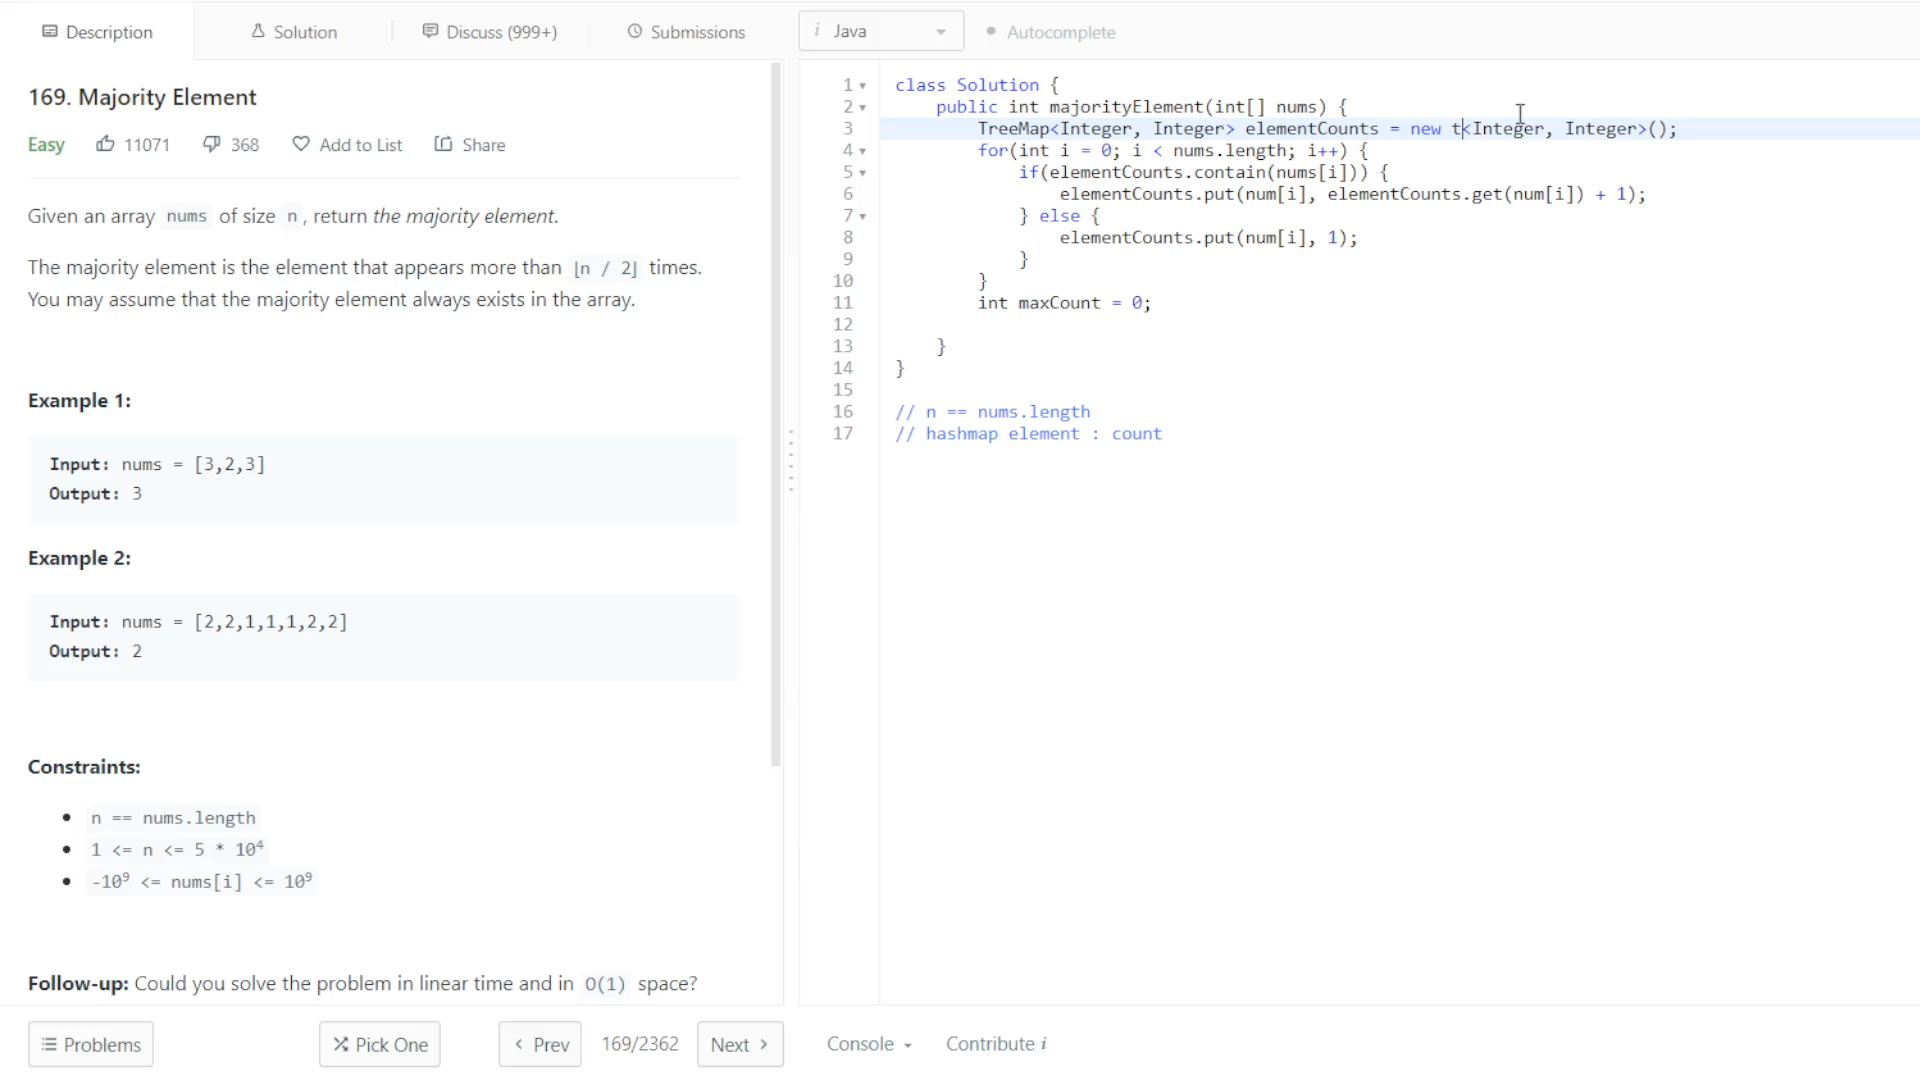 Description
Solution
Discuss (999+)
Submissions
i Java
Autocomplete
169. Majority Element
Easy
11071
368
Add to List
Share
Given an array nums of size n, return the majority element.
The majority element is the element that appears more than ⌊n / 2⌋ times.
You may assume that the majority element always exists in the array.
Example 1:
Input: nums = [3,2,3]
Output: 3
Example 2:
Input: nums = [2,2,1,1,1,2,2]
Output: 2
Constraints:
n == nums.length
1 <= n <= 5 * 10⁴
-10⁹ <= nums[i] <= 10⁹
Follow-up: Could you solve the problem in linear time and in O(1) space?
1 class Solution {
2 public int majorityElement(int[] nums) {
3 TreeMap<Integer, Integer> elementCounts = new t<Integer, Integer>();
4 for(int i = 0; i < nums.length; i++) {
5 if(elementCounts.contain(nums[i])) {
6 elementCounts.put(num[i], elementCounts.get(num[i]) + 1);
7 } else {
8 elementCounts.put(num[i], 1);
9 }
10 }
11 int maxCount = 0;
12
13 }
14 }
15
16 // n == nums.length
17 // hashmap element : count
Problems
Pick One
< Prev
169/2362
Next >
Console
Contribute i